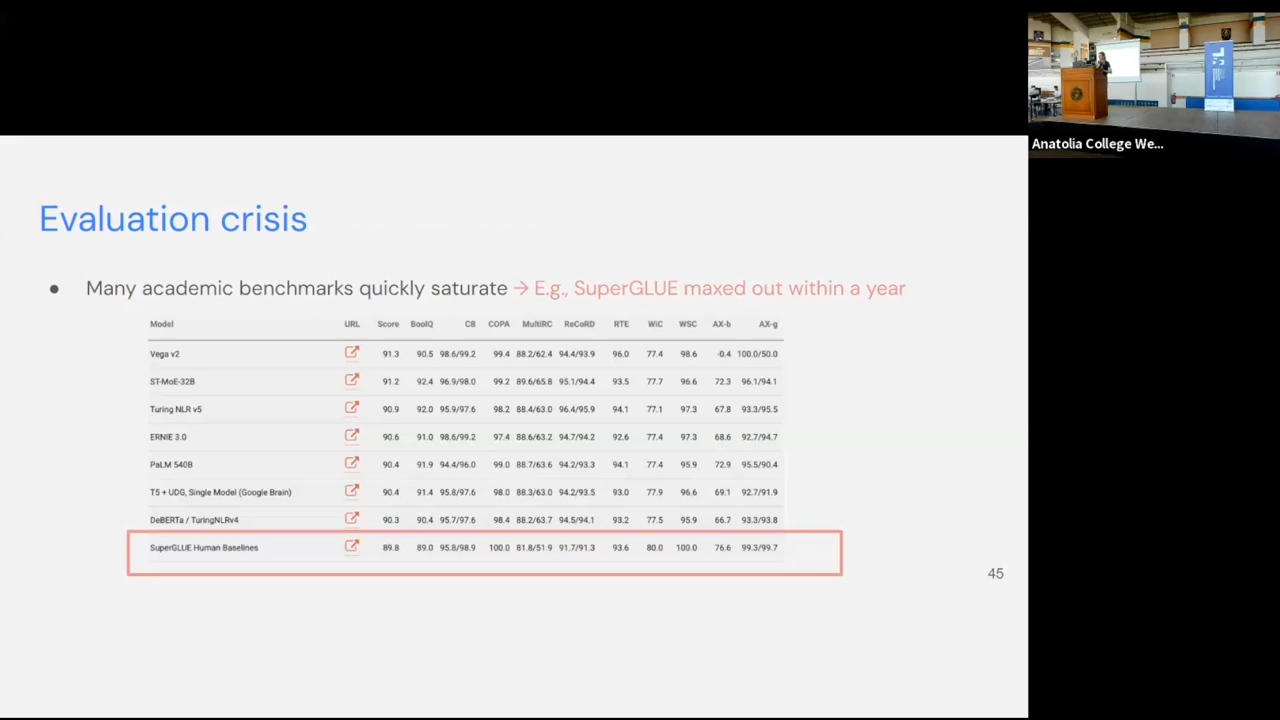 Anatolia College We...
Evaluation crisis
● Many academic benchmarks quickly saturate → E.g., SuperGLUE maxed out within a year
Model URL Score BoolQ CB COPA MultiRC ReCoRD RTE WiC WSC AX-b AX-g
Vega v2 91.3 90.5 98.6/99.2 99.4 88.2/62.4 94.4/93.9 96.0 77.4 98.6 -0.4 100.0/50.0
ST-MoE-32B 91.2 92.4 96.9/98.0 99.2 89.6/65.8 95.1/94.4 93.5 77.7 96.6 72.3 96.1/94.1
Turing NLR v5 90.9 92.0 95.9/97.6 98.2 88.4/63.0 96.4/95.9 94.1 77.1 97.3 67.8 93.3/95.5
ERNIE 3.0 90.6 91.0 98.6/99.2 97.4 88.6/63.2 94.7/94.2 92.6 77.4 97.3 68.6 92.7/94.7
PaLM 540B 90.4 91.9 94.4/96.0 99.0 88.7/63.6 94.2/93.3 94.1 77.4 95.9 72.9 95.5/90.4
T5 + UDG, Single Model (Google Brain) 90.4 91.4 95.8/97.6 98.0 88.3/63.0 94.2/93.5 93.0 77.9 96.6 69.1 92.7/91.9
DeBERTa / TuringNLRv4 90.3 90.4 95.7/97.6 98.4 88.2/63.7 94.5/94.1 93.2 77.5 95.9 66.7 93.3/93.8
SuperGLUE Human Baselines 89.8 89.0 95.8/98.9 100.0 81.8/51.9 91.7/91.3 93.6 80.0 100.0 76.6 99.3/99.7
45